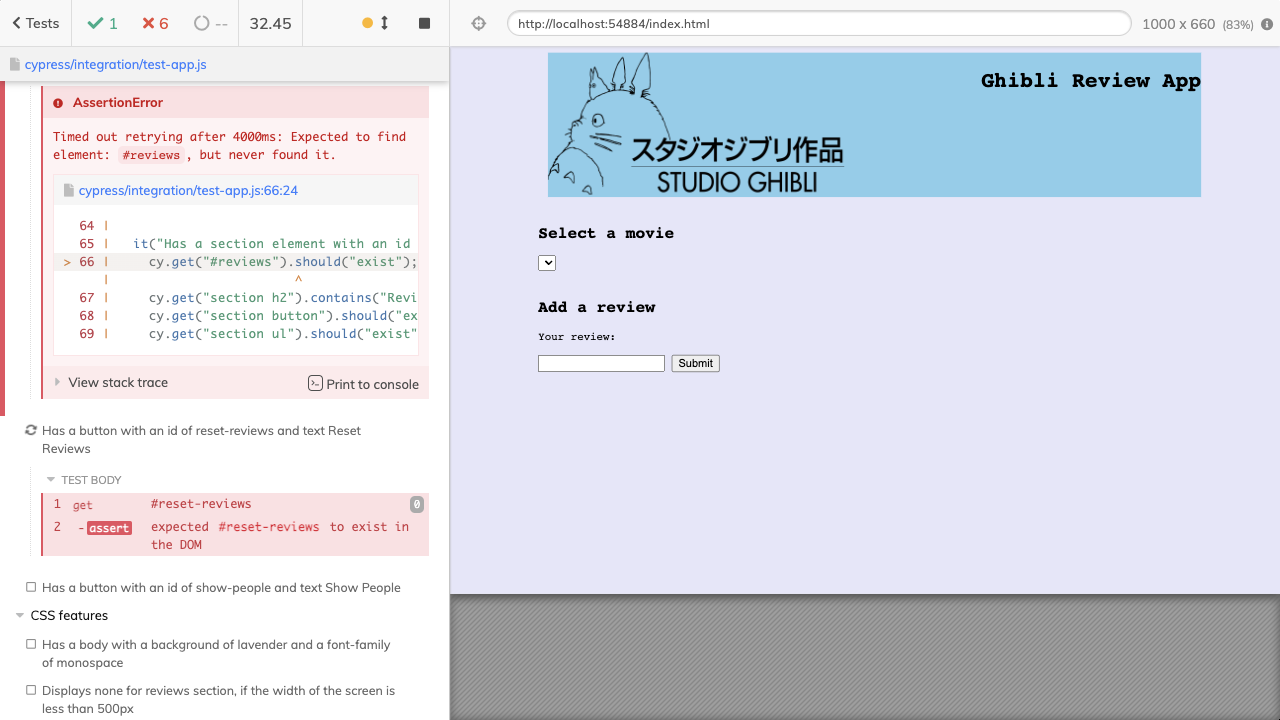 Tests
1
6
--
32.45
http://localhost:54884/index.html
1000 x 660 (83%)
cypress/integration/test-app.js
AssertionError
Timed out retrying after 4000ms: Expected to find
element: #reviews, but never found it.
cypress/integration/test-app.js:66:24
64 |
65 | it("Has a section element with an id
> 66 | cy.get("#reviews").should("exist");
| ^
67 | cy.get("section h2").contains("Revi
68 | cy.get("section button").should("ex
69 | cy.get("section ul").should("exist"
View stack trace
Print to console
Has a button with an id of reset-reviews and text Reset
Reviews
TEST BODY
1 get #reset-reviews 0
2 -assert expected #reset-reviews to exist in
the DOM
Has a button with an id of show-people and text Show People
CSS features
Has a body with a background of lavender and a font-family
of monospace
Displays none for reviews section, if the width of the screen is
less than 500px
Ghibli Review App
スタジオジブリ作品
STUDIO GHIBLI
Select a movie
Add a review
Your review:
Submit